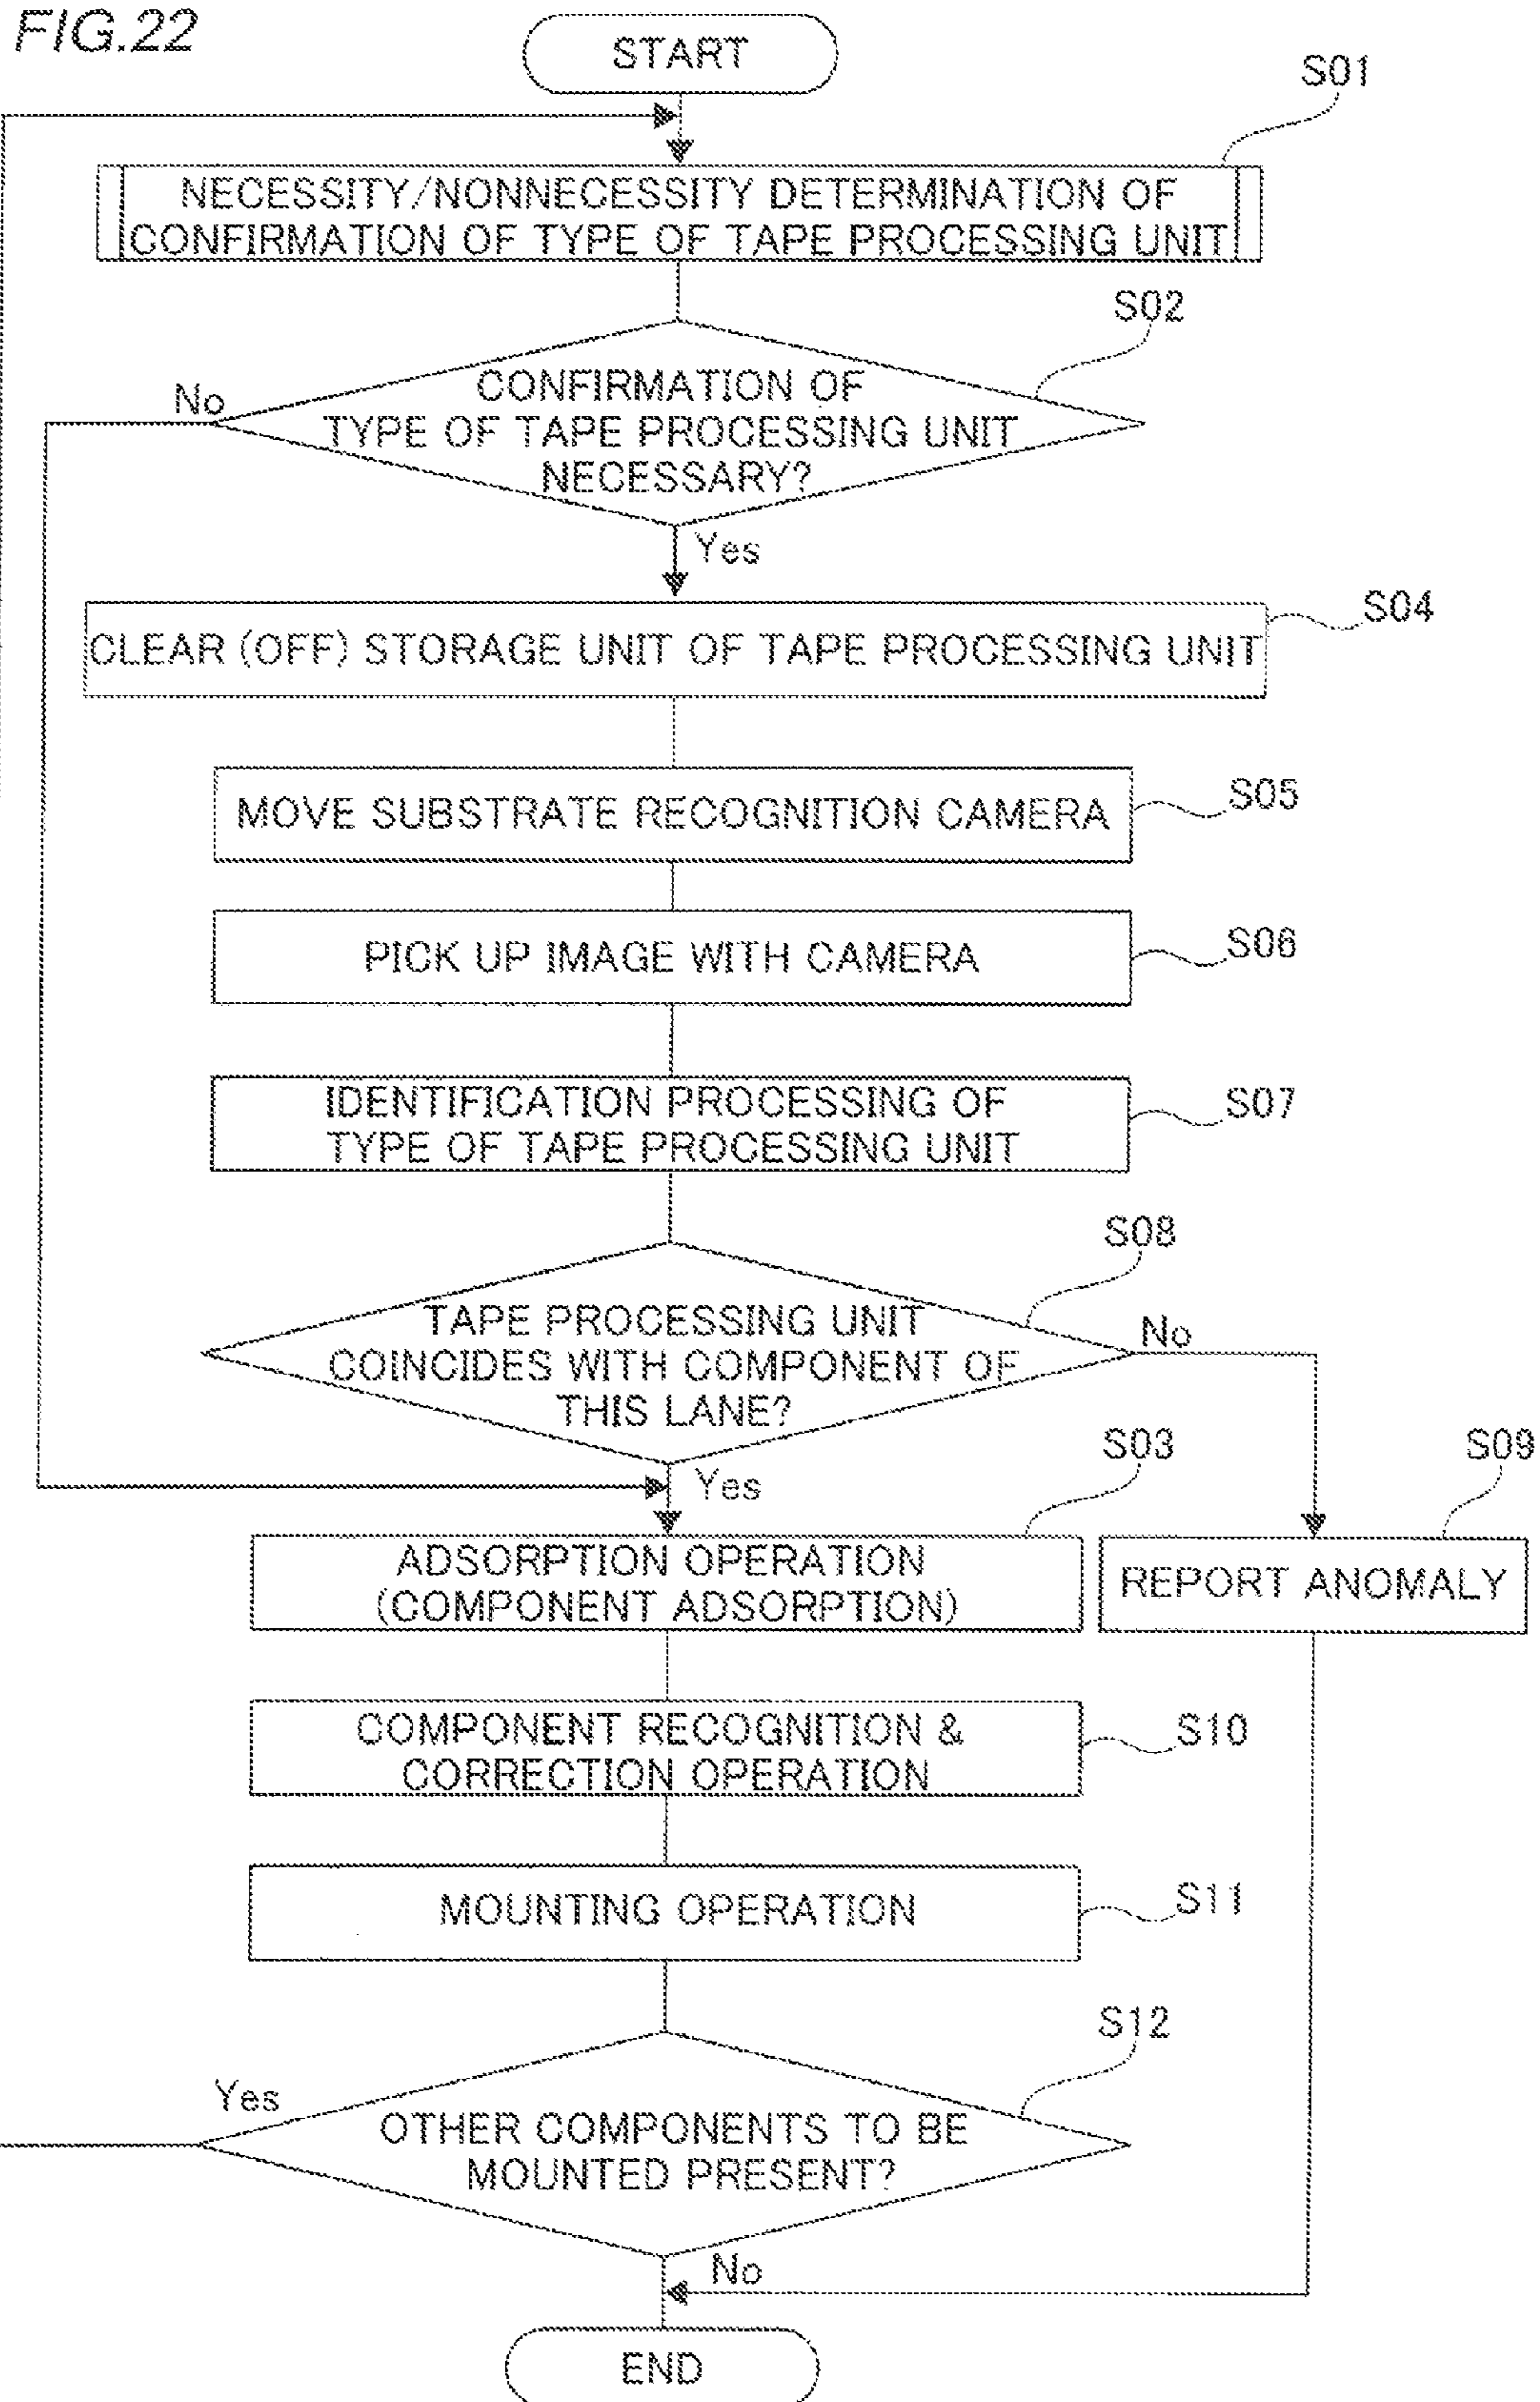 FIG.22
START
S01
NECESSITY/NONNECESSITY DETERMINATION OF
CONFIRMATION OF TYPE OF TAPE PROCESSING UNIT
S02
No
CONFIRMATION OF
TYPE OF TAPE PROCESSING UNIT
NECESSARY?
Yes
S04
CLEAR (OFF) STORAGE UNIT OF TAPE PROCESSING UNIT
MOVE SUBSTRATE RECOGNITION CAMERA
S05
PICK UP IMAGE WITH CAMERA
S06
IDENTIFICATION PROCESSING OF
TYPE OF TAPE PROCESSING UNIT
S07
S08
TAPE PROCESSING UNIT
COINCIDES WITH COMPONENT OF
THIS LANE?
No
Yes
S03
S09
ADSORPTION OPERATION
(COMPONENT ADSORPTION)
REPORT ANOMALY
COMPONENT RECOGNITION &
CORRECTION OPERATION
S10
MOUNTING OPERATION
S11
S12
Yes
OTHER COMPONENTS TO BE
MOUNTED PRESENT?
No
END